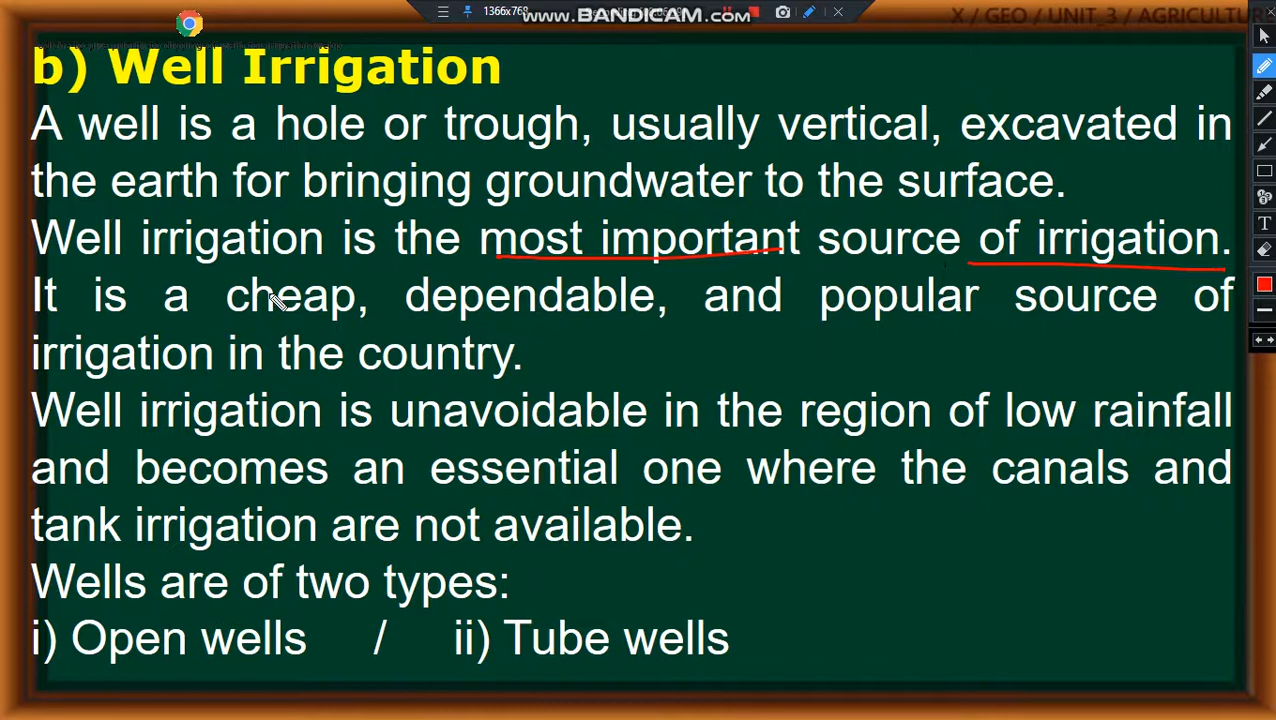 1366x768
www.BANDICAM.com
X / GEO / UNIT_3 / AGRICULTURE
b) Well Irrigation
A well is a hole or trough, usually vertical, excavated in
the earth for bringing groundwater to the surface.
Well irrigation is the most important source of irrigation.
It is a cheap, dependable, and popular source of
irrigation in the country.
Well irrigation is unavoidable in the region of low rainfall
and becomes an essential one where the canals and
tank irrigation are not available.
Wells are of two types:
i) Open wells / ii) Tube wells